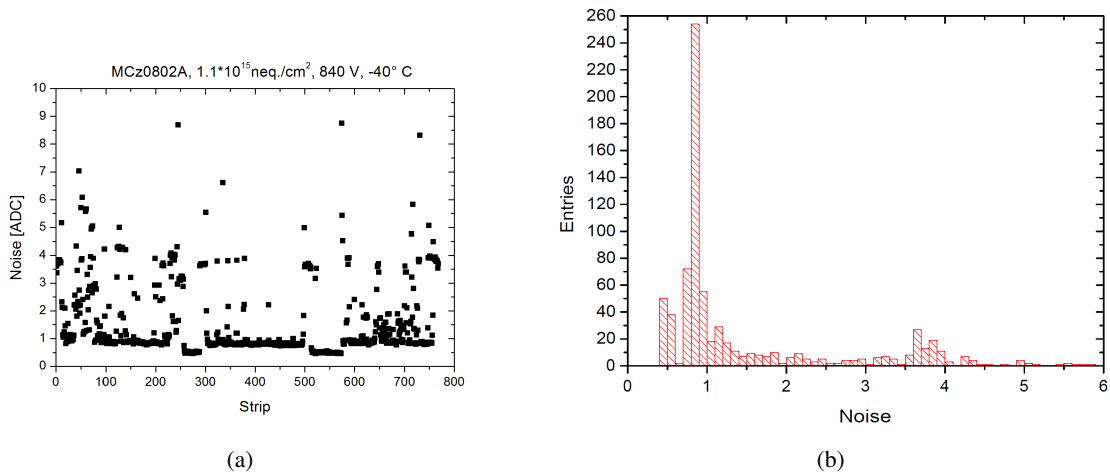 MCz0802A, 1.1*10¹⁵neq./cm², 840 V, -40° C
10
9
8
7
6
5
4
3
2
1
0
Noise [ADC]
0 100 200 300 400 500 600 700 800
Strip
(a)
260
240
220
200
180
160
140
120
100
80
60
40
20
0
Entries
0 1 2 3 4 5 6
Noise
(b)